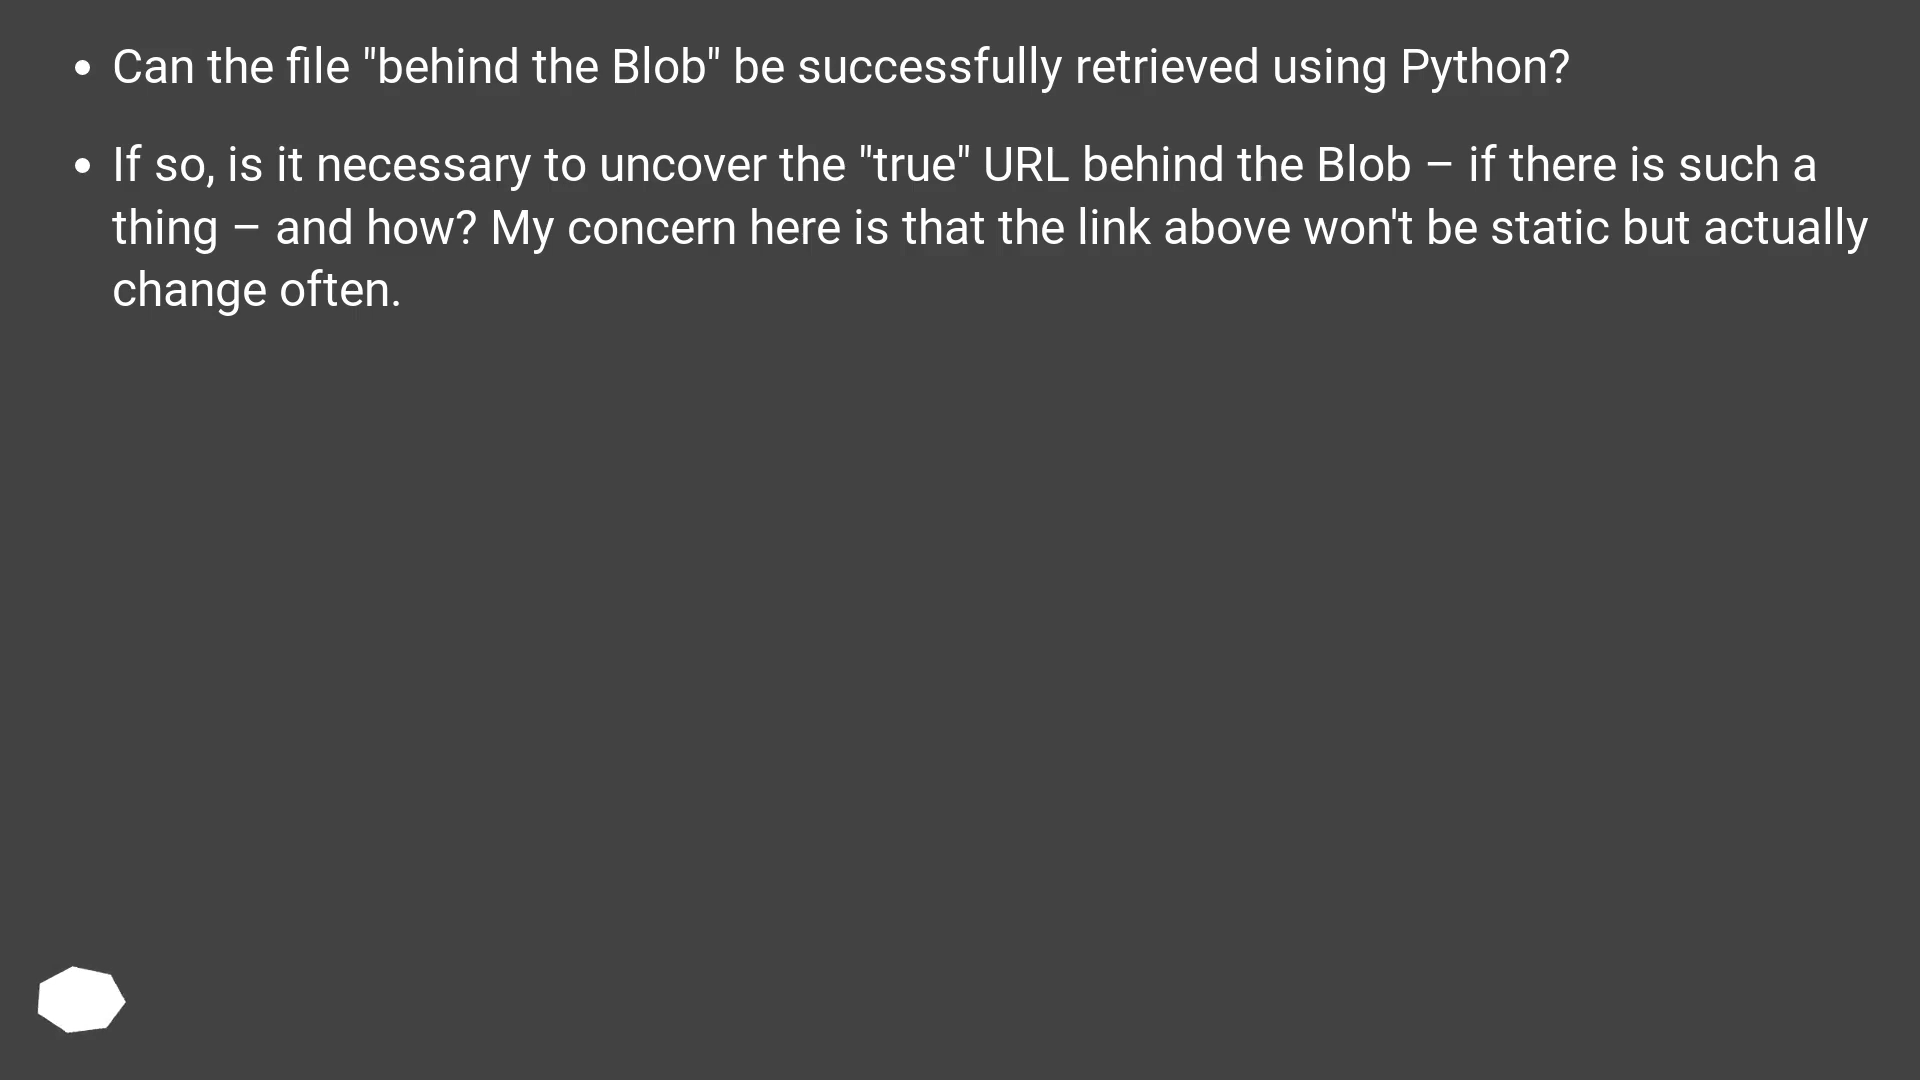 • Can the file "behind the Blob" be successfully retrieved using Python?
• If so, is it necessary to uncover the "true" URL behind the Blob – if there is such a
thing – and how? My concern here is that the link above won't be static but actually
change often.